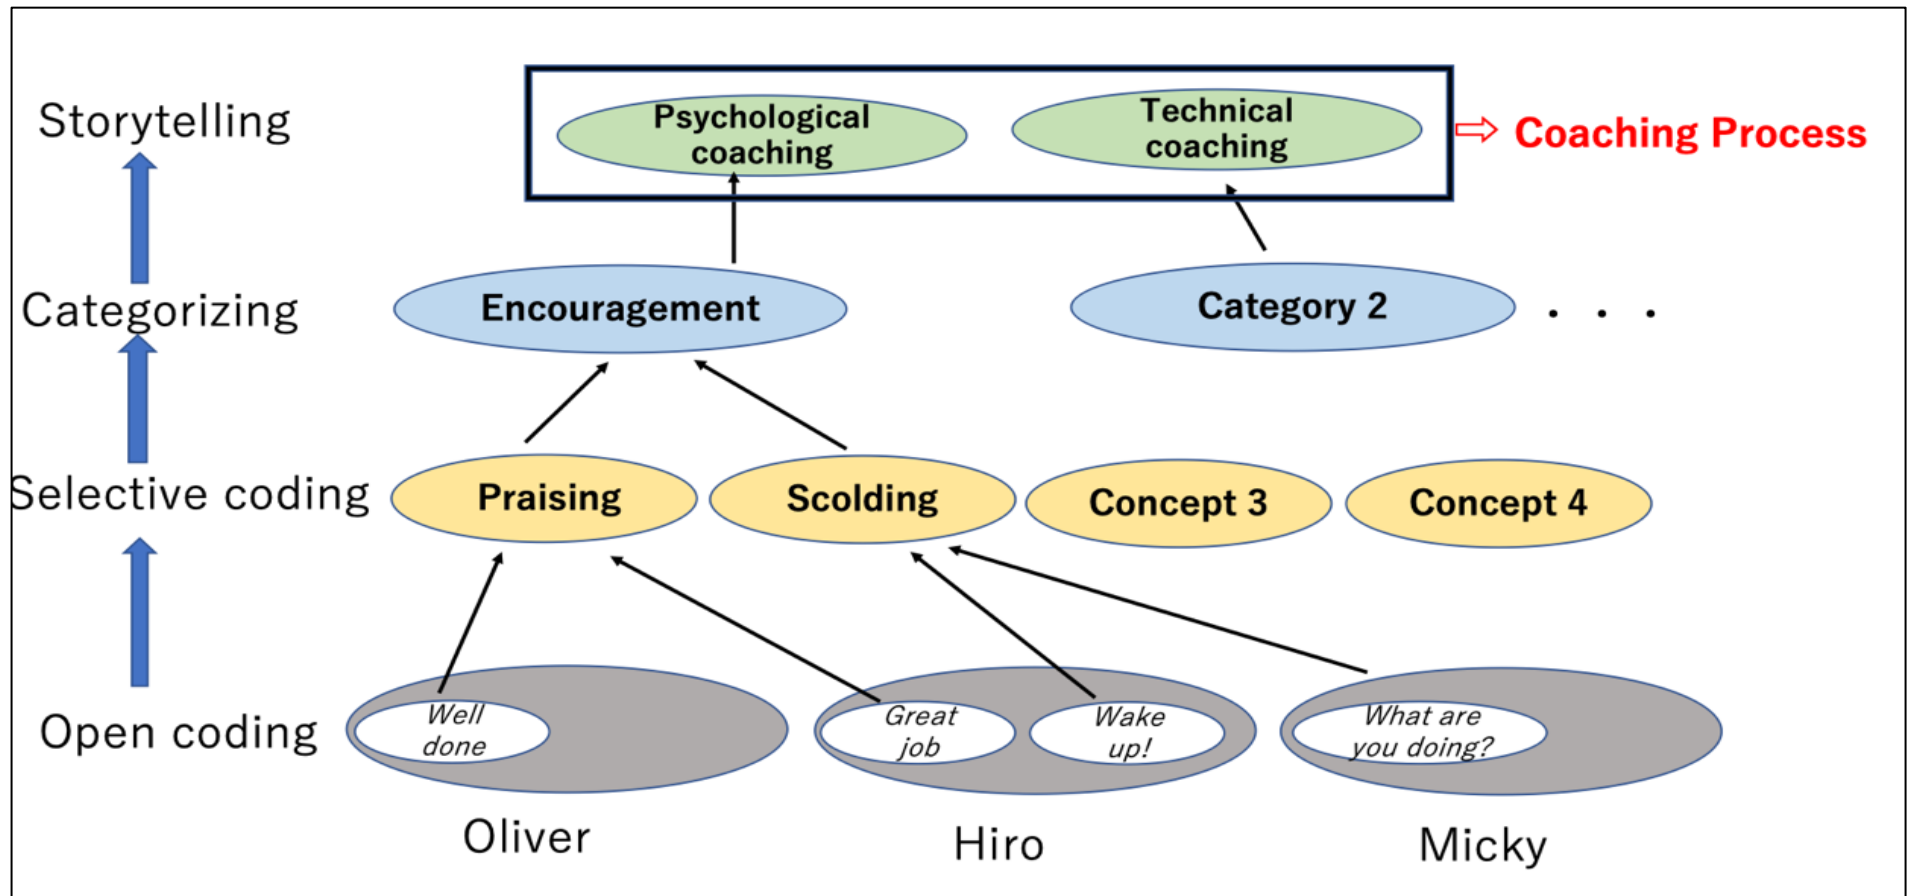 Storytelling
Psychological
coaching
Technical
coaching
Coaching Process
Categorizing
Encouragement
Category 2
. . .
Selective coding
Praising
Scolding
Concept 3
Concept 4
Open coding
Well
done
Great
job
Wake
up!
What are
you doing?
Oliver
Hiro
Micky